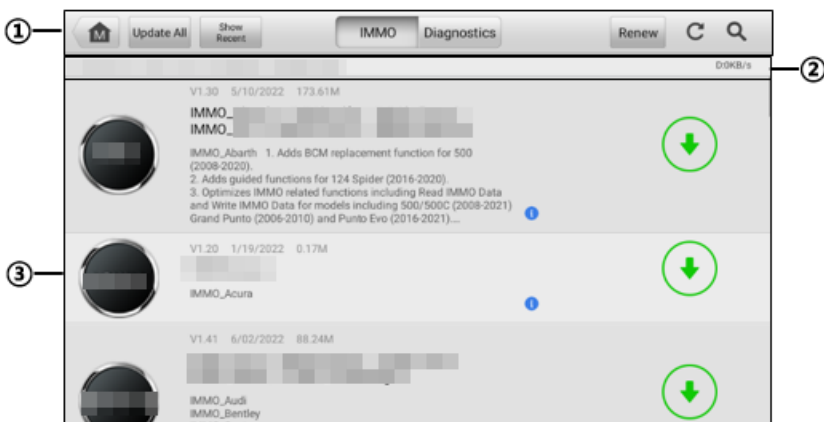 ①
Update All
Show
Recent
IMMO
Diagnostics
Renew
D:0KB/s
②
V1.30 5/10/2022 173.61M
IMMO_
IMMO_
IMMO_Abarth 1. Adds BCM replacement function for 500
(2008-2020).
2. Adds guided functions for 124 Spider (2016-2020).
3. Optimizes IMMO related functions including Read IMMO Data
and Write IMMO Data for models including 500/500C (2008-2021)
Grand Punto (2006-2010) and Punto Evo (2016-2021)....
③
V1.20 1/19/2022 0.17M
IMMO_Acura
V1.41 6/02/2022 88.24M
IMMO_Audi
IMMO_Bentley